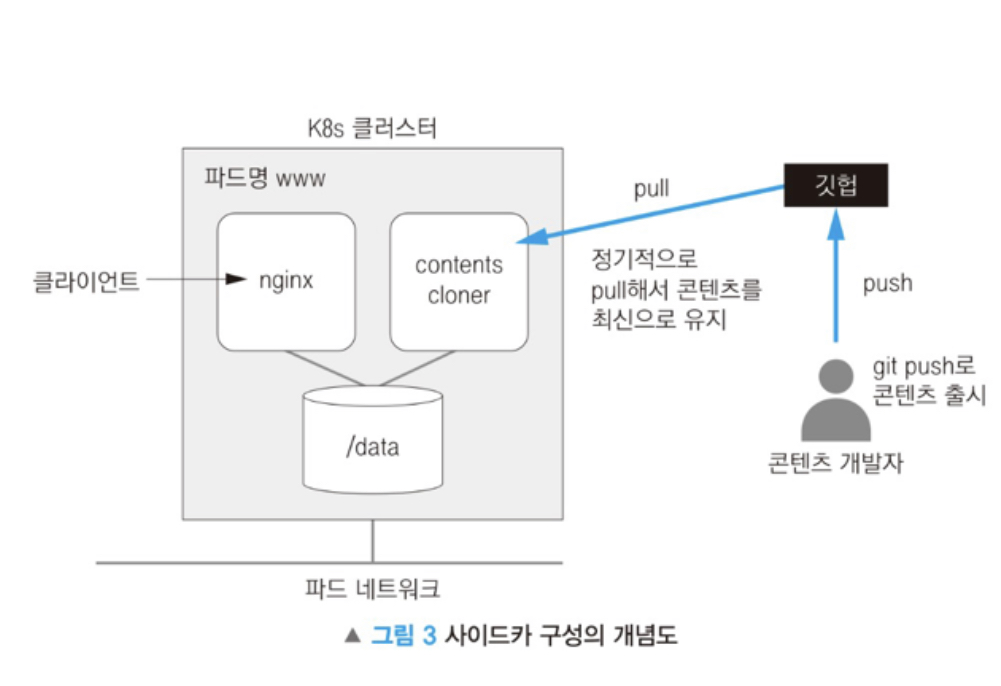 K8s 클러스터
파드명 www
클라이언트
nginx
contents
cloner
/data
pull
깃헙
정기적으로
pull해서 콘텐츠를
최신으로 유지
push
git push로
콘텐츠 출시
콘텐츠 개발자
파드 네트워크
▲ 그림 3 사이드카 구성의 개념도